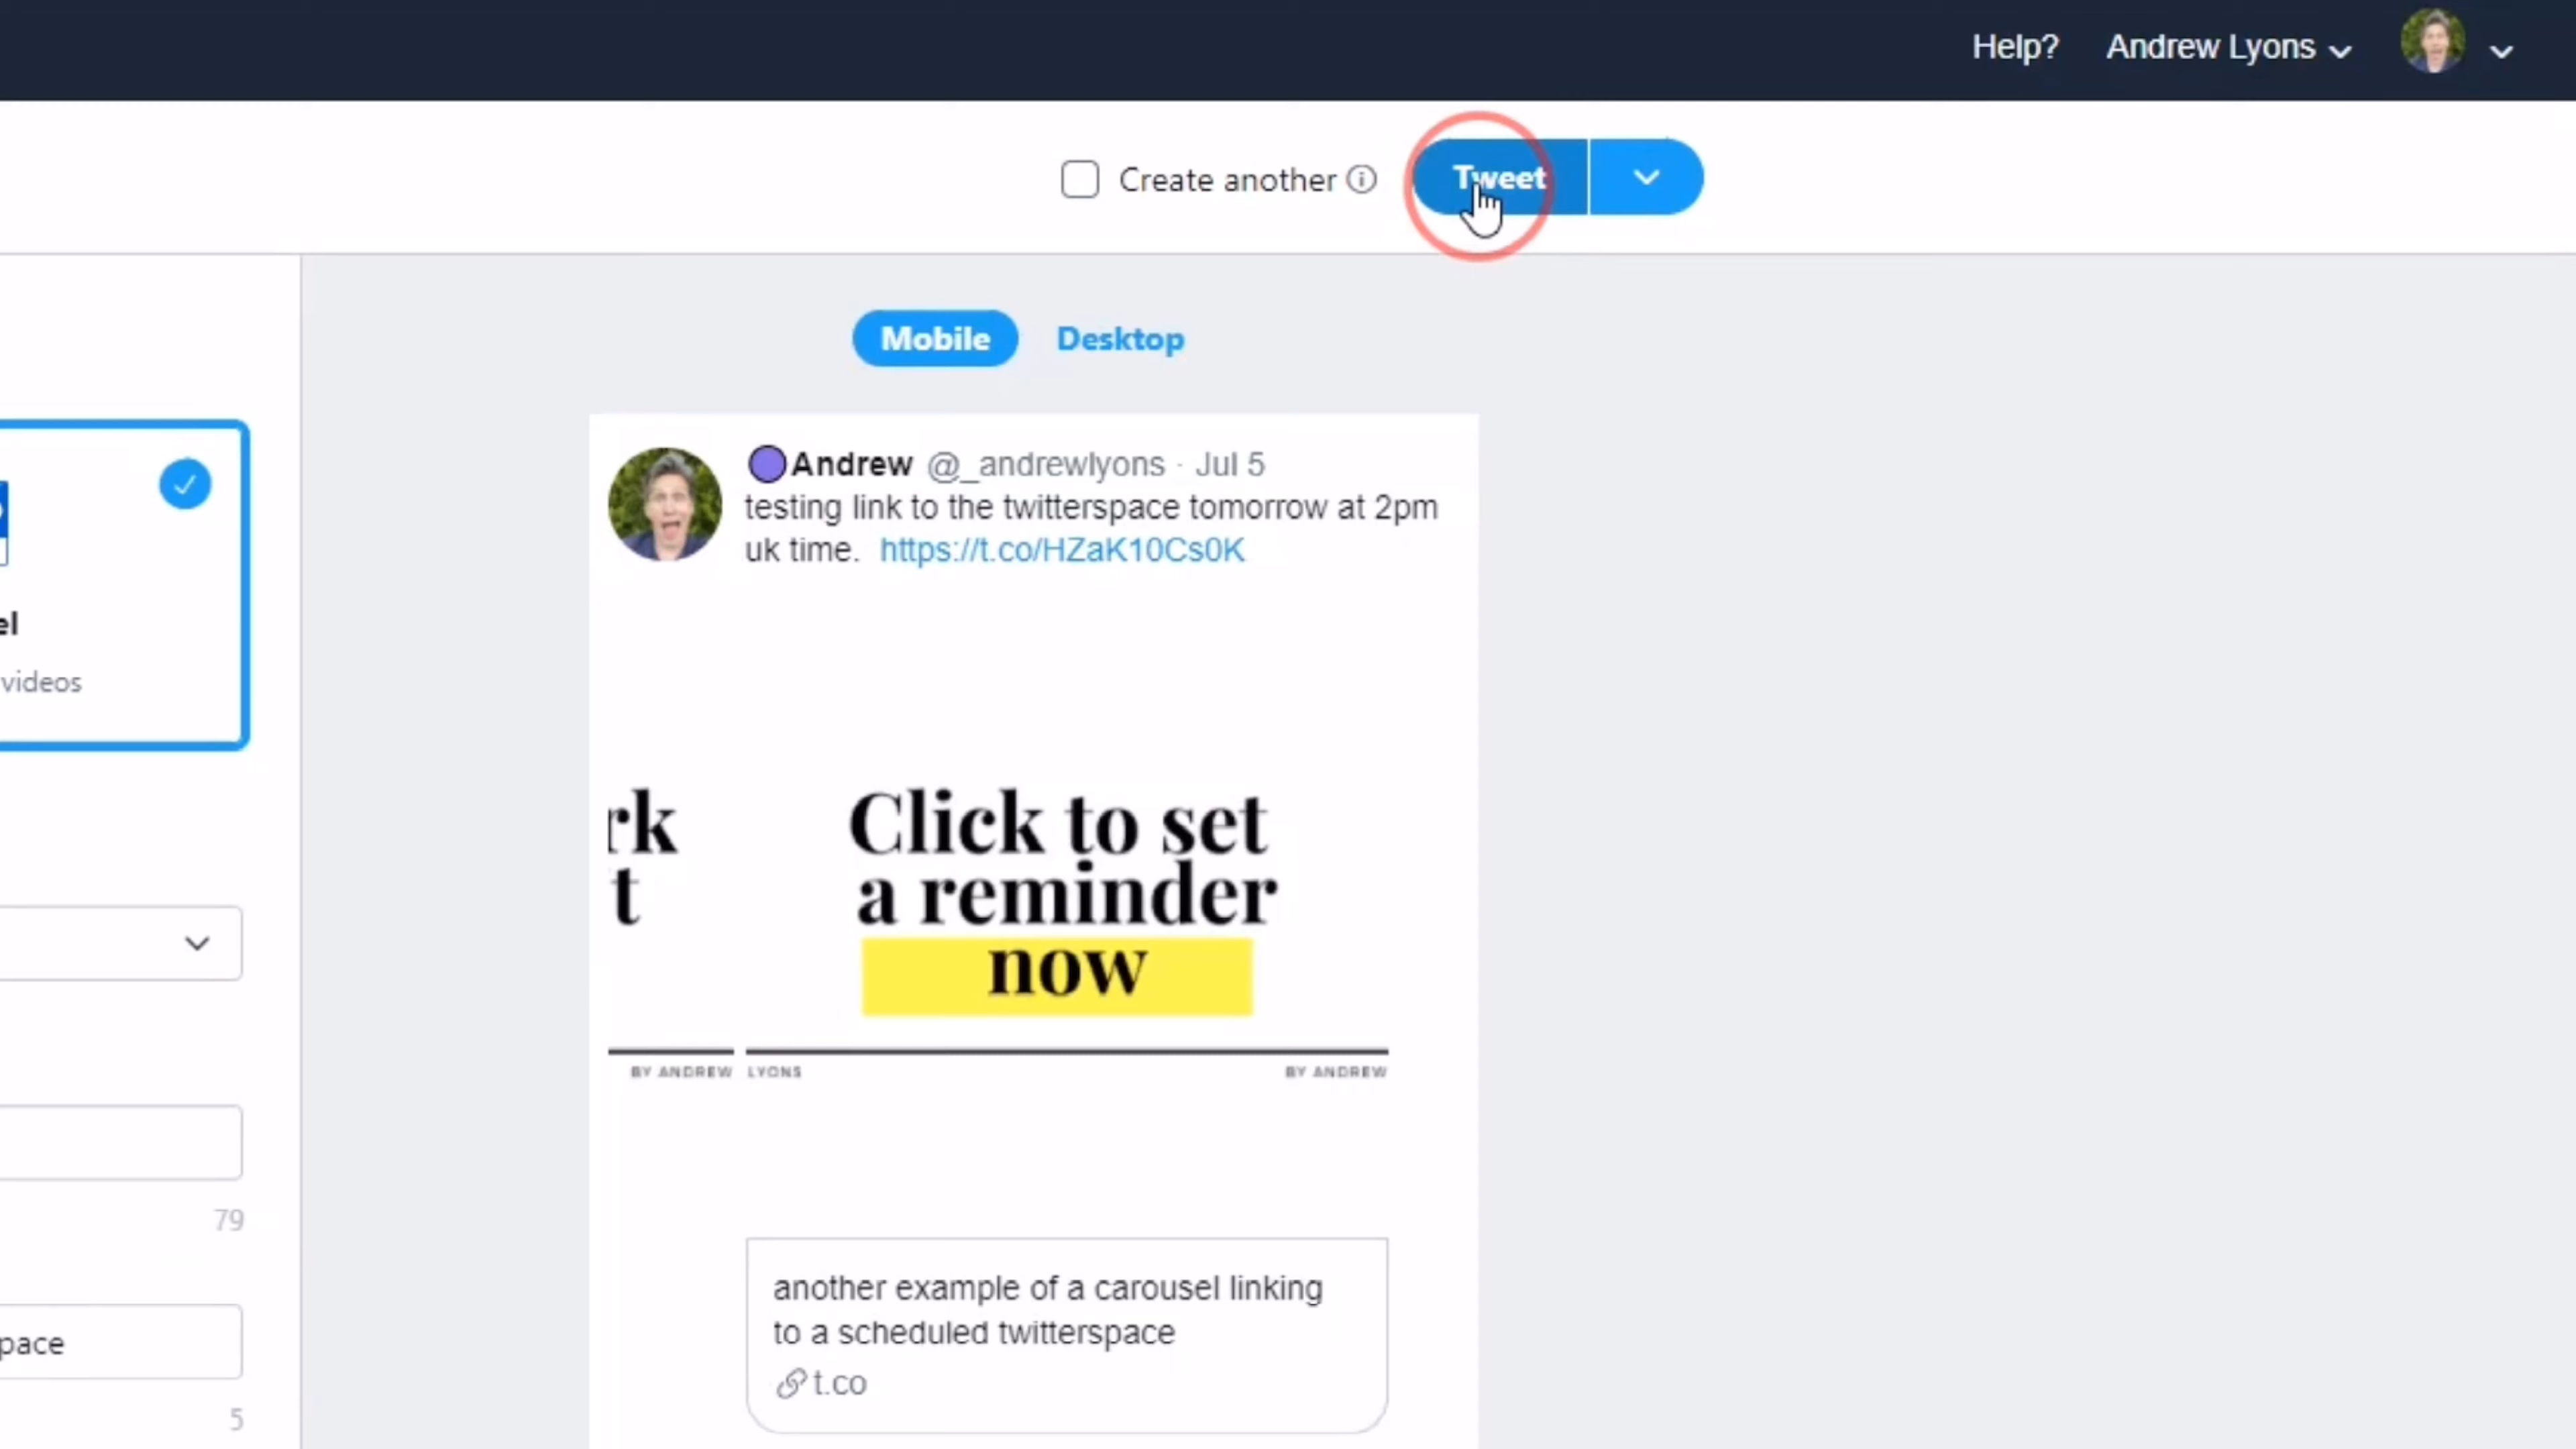 Help?
Andrew Lyons
Create another
Tweet
Mobile
Desktop
Andrew @_andrewlyons · Jul 5
testing link to the twitterspace tomorrow at 2pm
uk time. https://t.co/HZaK10Cs0K
el
videos
rk
t
Click to set
a reminder
now
BY ANDREW
LYONS
BY ANDREW
79
another example of a carousel linking
to a scheduled twitterspace
t.co
pace
5